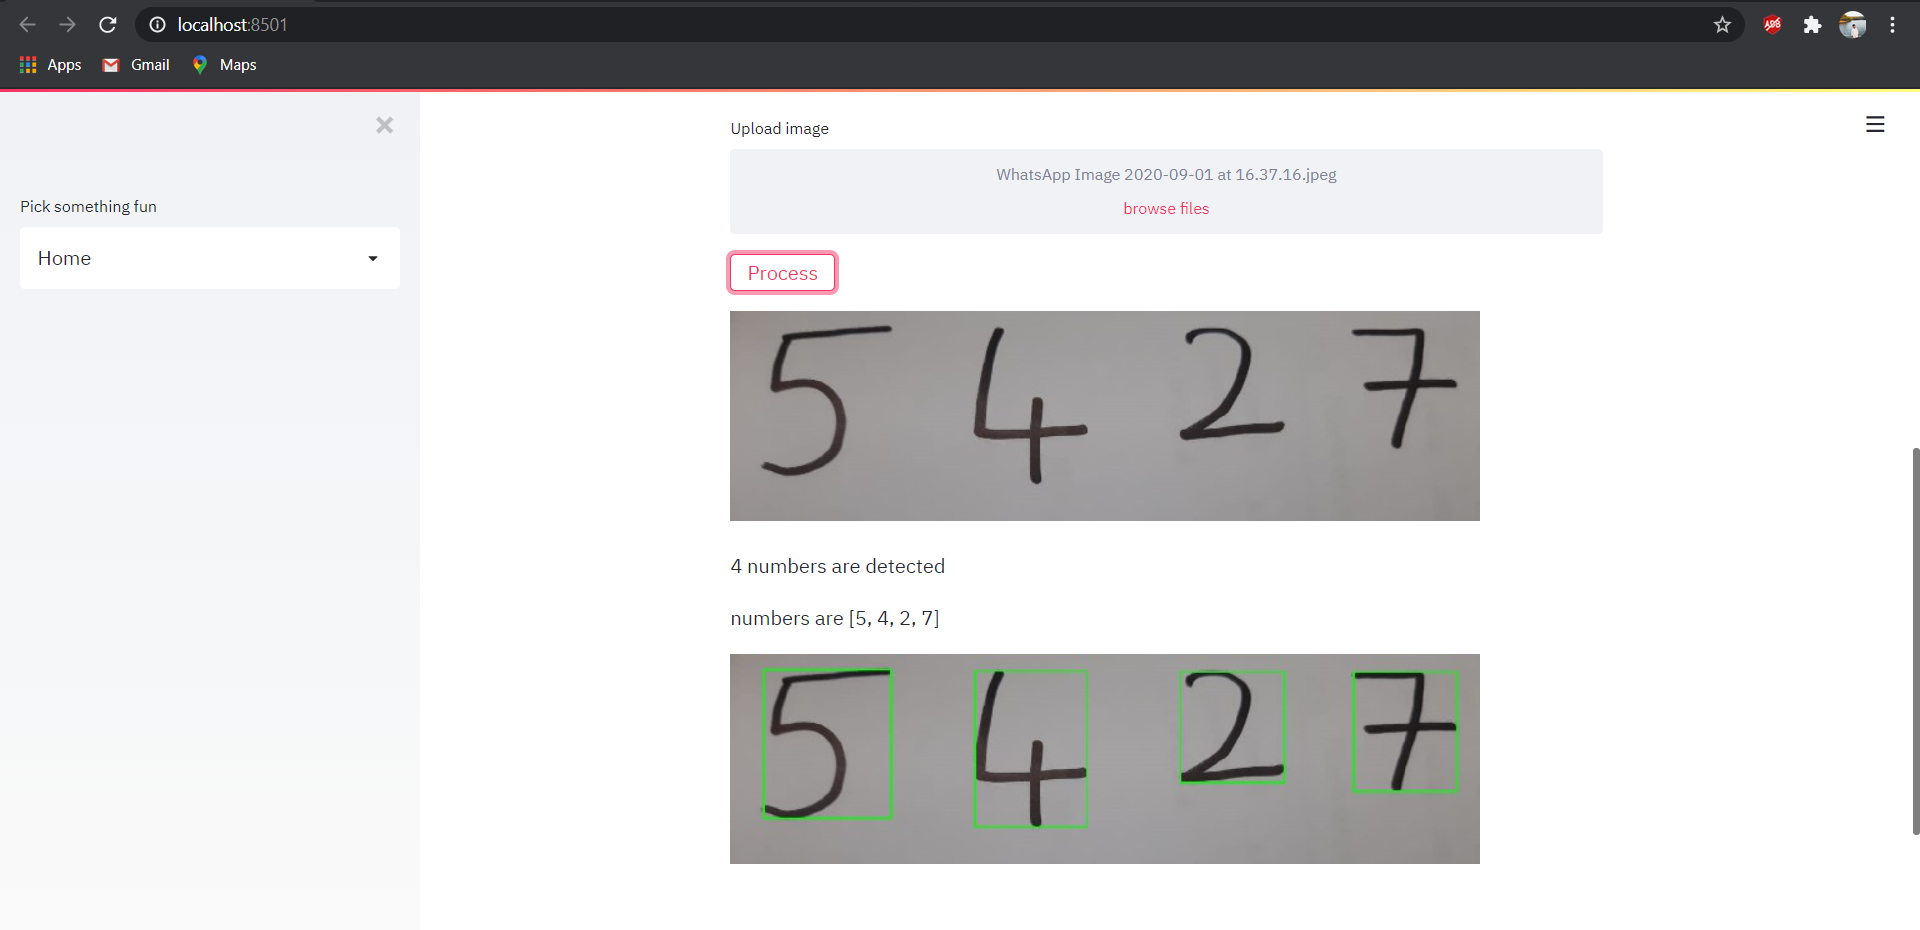 localhost:8501
Apps Gmail Maps
Upload image
WhatsApp Image 2020-09-01 at 16.37.16.jpeg
browse files
Pick something fun
Home
Process
5 4 2 7
4 numbers are detected
numbers are [5, 4, 2, 7]
5 4 2 7